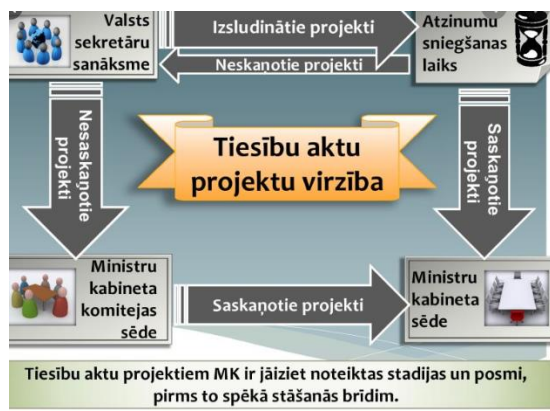 Valsts
sekretāru
sanāksme
Izsludinātie projekti
Neskaņotie projekti
Atzinumu
sniegšanas
laiks
Nesaskaņotie
projekti
Tiesību aktu
projektu virzība
Saskaņotie
projekti
Ministru
kabineta
komitejas
sēde
Saskaņotie projekti
Ministru
kabineta
sēde
Tiesību aktu projektiem MK ir jāiziet noteiktas stadijas un posmi,
pirms to spēkā stāšanās brīdim.